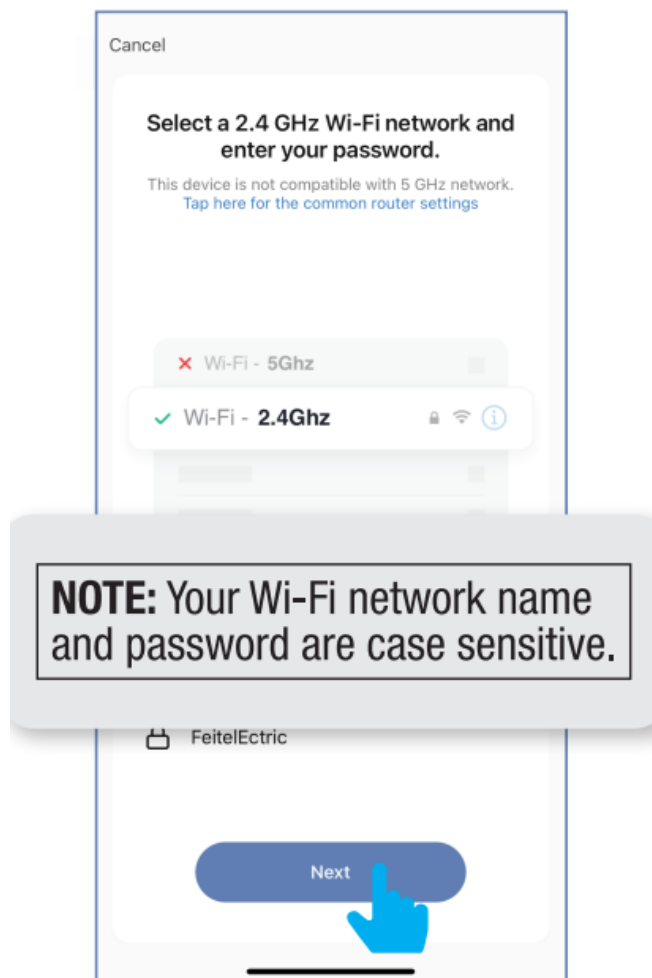 Cancel
Select a 2.4 GHz Wi-Fi network and
enter your password.
This device is not compatible with 5 GHz network.
Tap here for the common router settings
Wi-Fi - 5Ghz
Wi-Fi - 2.4Ghz
NOTE: Your Wi-Fi network name
and password are case sensitive.
FeitelEctric
Next